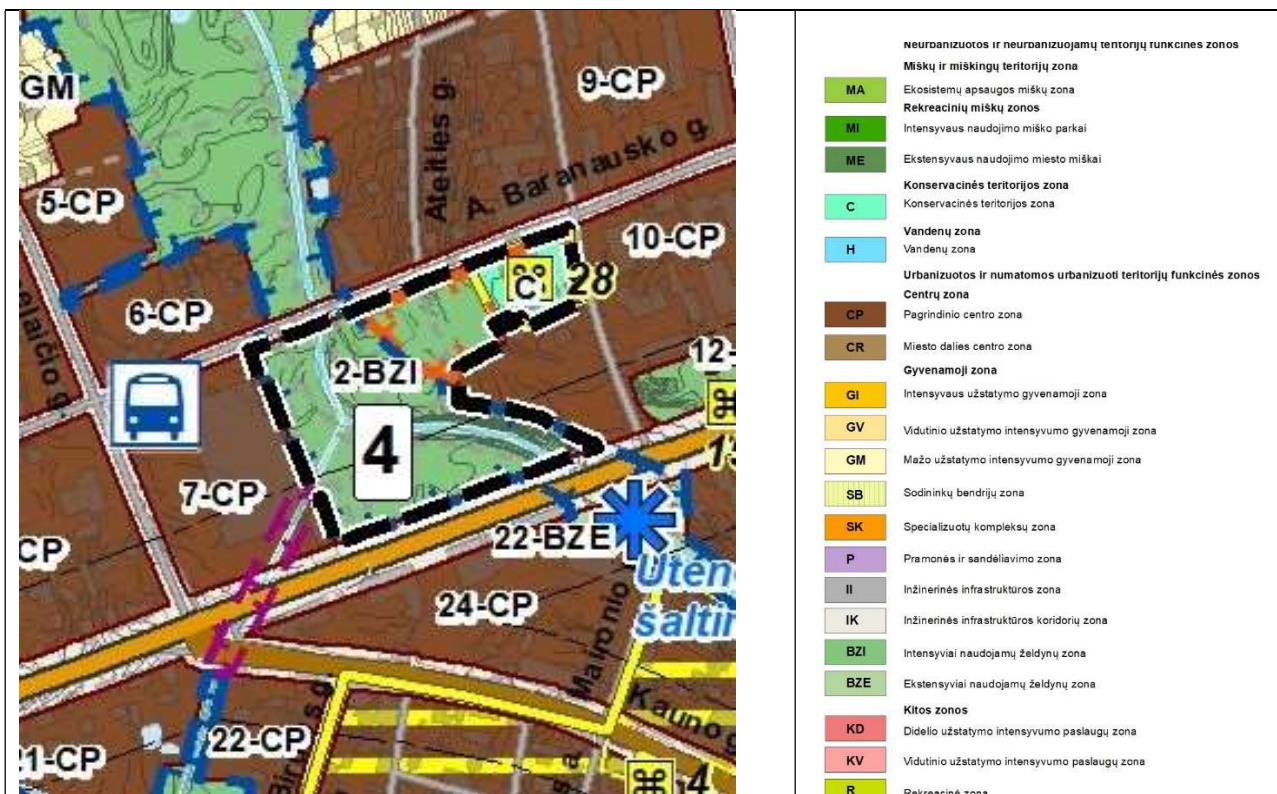 GM
9-CP
Ateities g.
A. Baranausko g.
5-CP
10-CP
C
28
6-CP
12-
2-BZI
4
7-CP
CP
22-BZE
24-CP
Maironio
Kauno g.
22-CP
21-CP
4
Neurbanizuotos ir neurbanizuojamų teritorijų funkcinės zonos
Miškų ir miškingų teritorijų zona
MA Ekosistemų apsaugos miškų zona
Rekreacinių miškų zonos
MI Intensyvaus naudojimo miško parkai
ME Ekstensyvaus naudojimo miesto miškai
Konservacinės teritorijos zona
C Konservacinės teritorijos zona
Vandenų zona
H Vandenų zona
Urbanizuotos ir numatomos urbanizuoti teritorijų funkcinės zonos
Centrų zona
CP Pagrindinio centro zona
CR Miesto dalies centro zona
Gyvenamoji zona
GI Intensyvaus užstatymo gyvenamoji zona
GV Vidutinio užstatymo intensyvumo gyvenamoji zona
GM Mažo užstatymo intensyvumo gyvenamoji zona
SB Sodininkų bendrijų zona
SK Specializuotų kompleksų zona
P Pramonės ir sandėliavimo zona
II Inžinerinės infrastruktūros zona
IK Inžinerinės infrastruktūros koridorių zona
BZI Intensyviai naudojamų želdynų zona
BZE Ekstensyviai naudojamų želdynų zona
Kitos zonos
KD Didelio užstatymo intensyvumo paslaugų zona
KV Vidutinio užstatymo intensyvumo paslaugų zona
R Rekreacinė zona